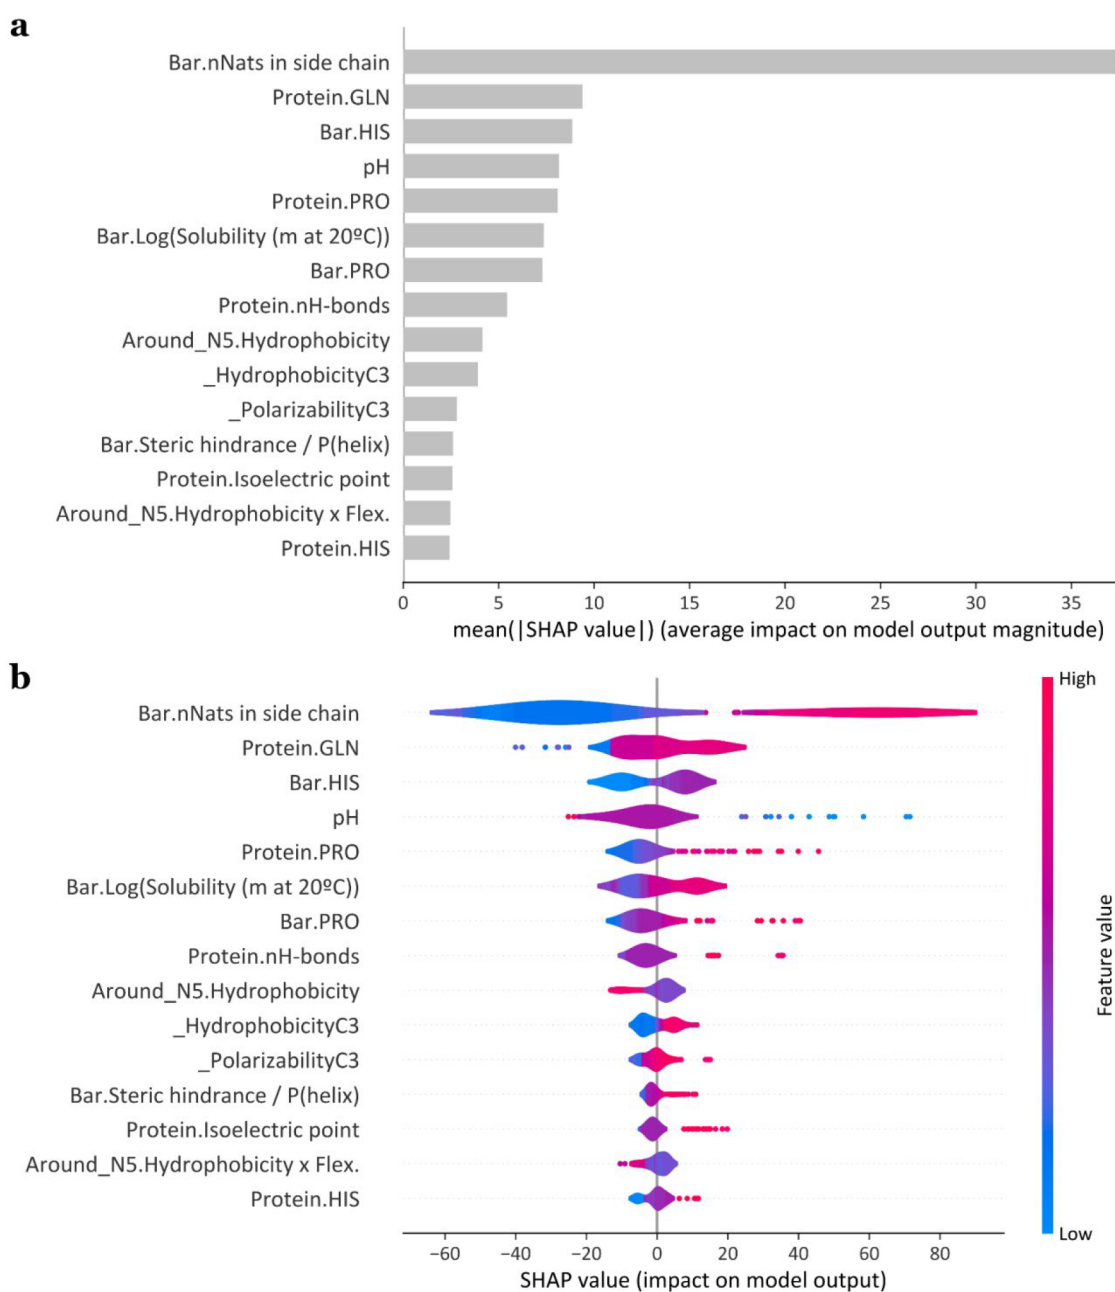 a
Bar.nNats in side chain
Protein.GLN
Bar.HIS
pH
Protein.PRO
Bar.Log(Solubility (m at 20ºC))
Bar.PRO
Protein.nH-bonds
Around_N5.Hydrophobicity
_HydrophobicityC3
_PolarizabilityC3
Bar.Steric hindrance / P(helix)
Protein.Isoelectric point
Around_N5.Hydrophobicity x Flex.
Protein.HIS
0 5 10 15 20 25 30 35
mean(|SHAP value|) (average impact on model output magnitude)
b
High
Bar.nNats in side chain
Protein.GLN
Bar.HIS
pH
Protein.PRO
Bar.Log(Solubility (m at 20ºC))
Bar.PRO
Protein.nH-bonds
Around_N5.Hydrophobicity
_HydrophobicityC3
_PolarizabilityC3
Bar.Steric hindrance / P(helix)
Protein.Isoelectric point
Around_N5.Hydrophobicity x Flex.
Protein.HIS
Feature value
Low
−60 −40 −20 0 20 40 60 80
SHAP value (impact on model output)